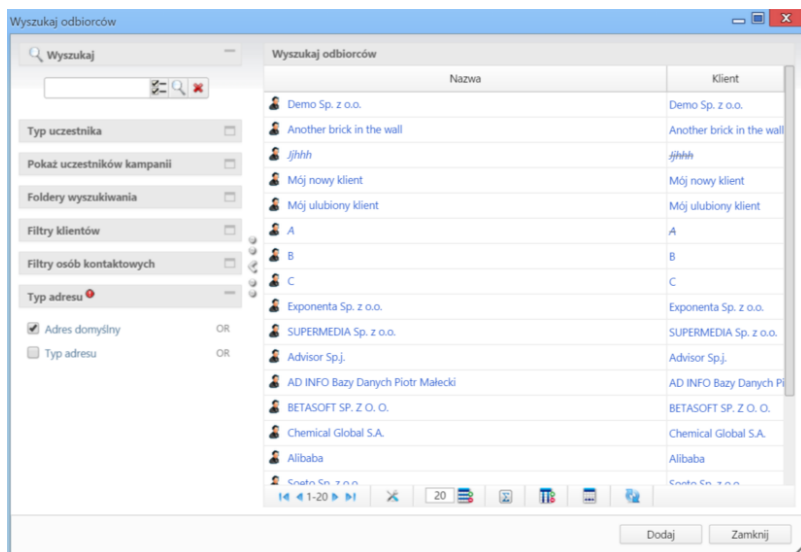 Wyszukaj odbiorców
Wyszukaj
Typ uczestnika
Pokaż uczestników kampanii
Foldery wyszukiwania
Filtry klientów
Filtry osób kontaktowych
Typ adresu
Adres domyślny OR
Typ adresu OR
Wyszukaj odbiorców
Nazwa Klient
Demo Sp. z o.o. Demo Sp. z o.o.
Another brick in the wall Another brick in the wall
Jjhhh Jjhhh
Mój nowy klient Mój nowy klient
Mój ulubiony klient Mój ulubiony klient
A A
B B
C C
Exponenta Sp. z o.o. Exponenta Sp. z o.o.
SUPERMEDIA Sp. z o.o. SUPERMEDIA Sp. z o.o.
Advisor Sp.j. Advisor Sp.j.
AD INFO Bazy Danych Piotr Małecki AD INFO Bazy Danych Pi
BETASOFT SP. Z O. O. BETASOFT SP. Z O. O.
Chemical Global S.A. Chemical Global S.A.
Alibaba Alibaba
1-20 20
Dodaj Zamknij